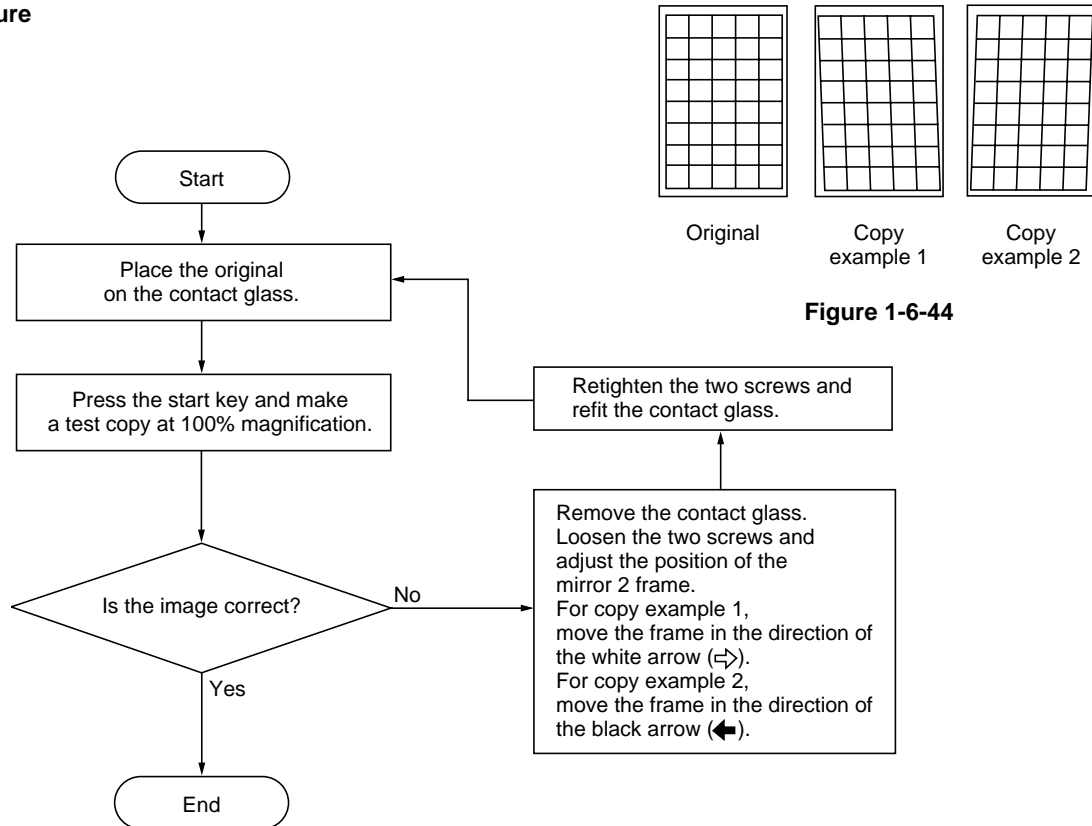 ure
Original
Copy
example 1
Copy
example 2
Figure 1-6-44
Start
Place the original
on the contact glass.
Press the start key and make
a test copy at 100% magnification.
Is the image correct?
No
Yes
End
Remove the contact glass.
Loosen the two screws and
adjust the position of the
mirror 2 frame.
For copy example 1,
move the frame in the direction of
the white arrow (⇨).
For copy example 2,
move the frame in the direction of
the black arrow (⬅).
Retighten the two screws and
refit the contact glass.